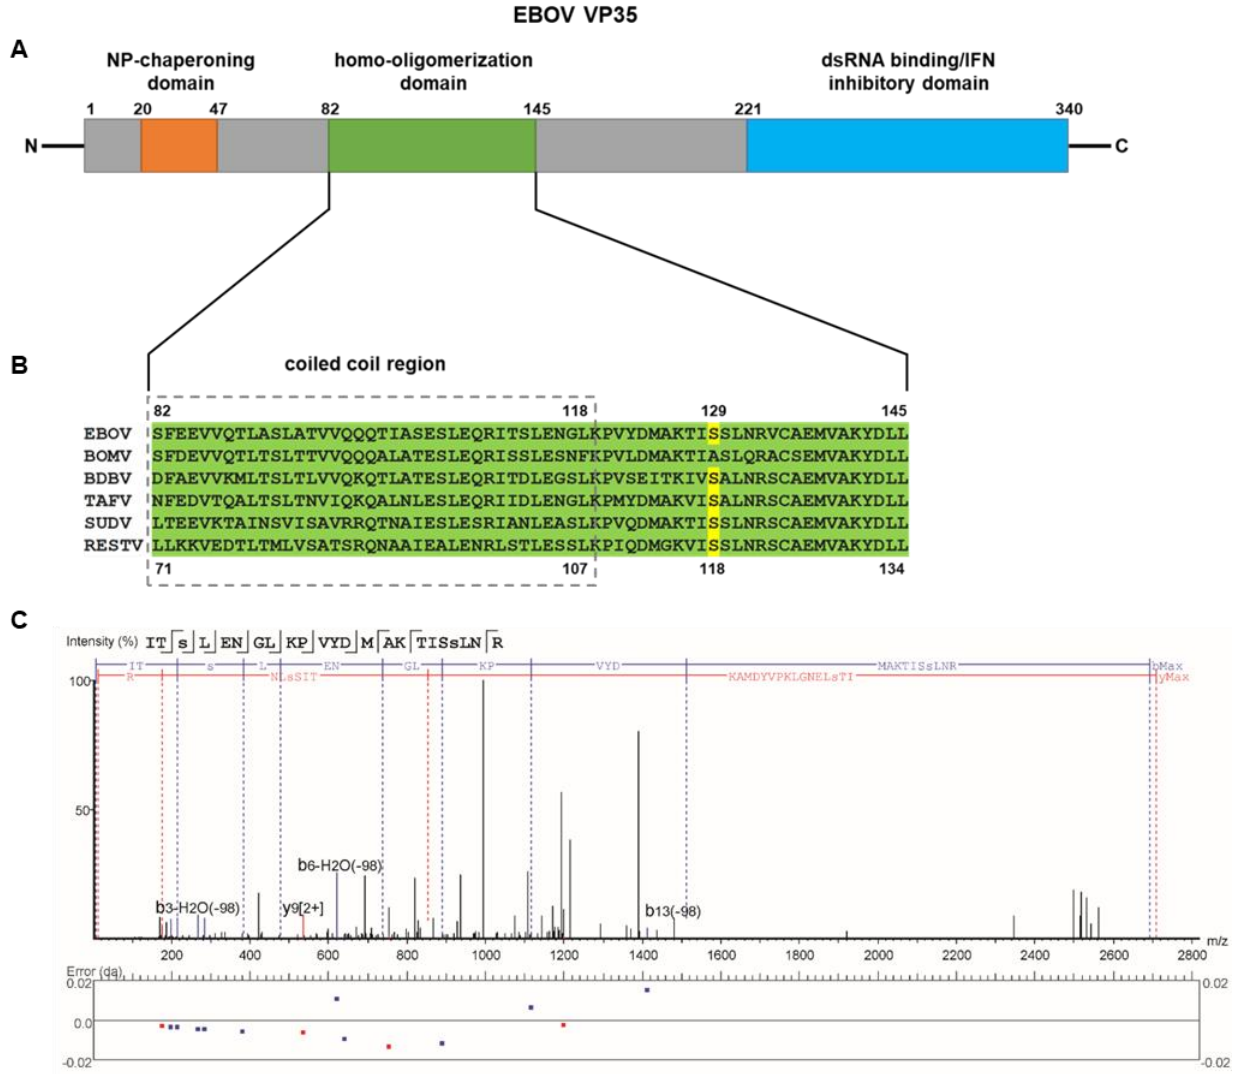 EBOV VP35
A
NP-chaperoning domain
homo-oligomerization domain
dsRNA binding/IFN inhibitory domain
1 20 47 82 145 221 340
N C
B
coiled coil region
82 118 129 145
EBOV SFEEVVQTLASLATVVQQQTIASESLEQRITSLENGLKPVYDMAKTISSLNRVCAEMVAKYDLL
BOMV SFDEVVQTLTSLTTVVQQQALATESLEQRISSLESNFKPVLDMAKTIASLQRACSEMVAKYDLL
BDBV DFAEVVKMLTSLTLVVQKQTLATESLEQRITDLEGSLKPVSEITKIVSALNRSCAEMVAKYDLL
TAFV NFEDVTQALTSLTNVIQKQALNLESLEQRIIDLENGLKPMYDMAKVISALNRSCAEMVAKYDLL
SUDV LTEEVKTAINSVISAVRRQTNAIESLESRIANLEASLKPVQDMAKTISSLNRSCAEMVAKYDLL
RESTV LLKKVEDTLTMLVSATSRQNAAIEALENRLSTLESSLKPIQDMGKVISSLNRSCAEMVAKYDLL
71 107 118 134
C
Intensity (%) IT s L EN GL KP VYD M AK TISsLN R
IT s L EN GL KP VYD MAKTISsLNR bMax
R NLsSIT KAMDYVPKLGNELsTI yMax
100
50
b6-H2O(-98)
b3-H2O(-98) y9[2+] b13(-98)
m/z
200 400 600 800 1000 1200 1400 1600 1800 2000 2200 2400 2600 2800
Error (da)
0.02 0.02
0.0 0.0
-0.02 -0.02